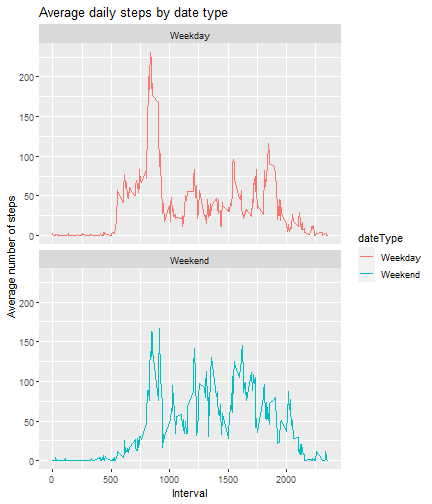 Average daily steps by date type
Weekday
200
150
100
50
0
Weekend
200
150
100
50
0
0
500
1000
1500
2000
Interval
Average number of steps
dateType
Weekday
Weekend